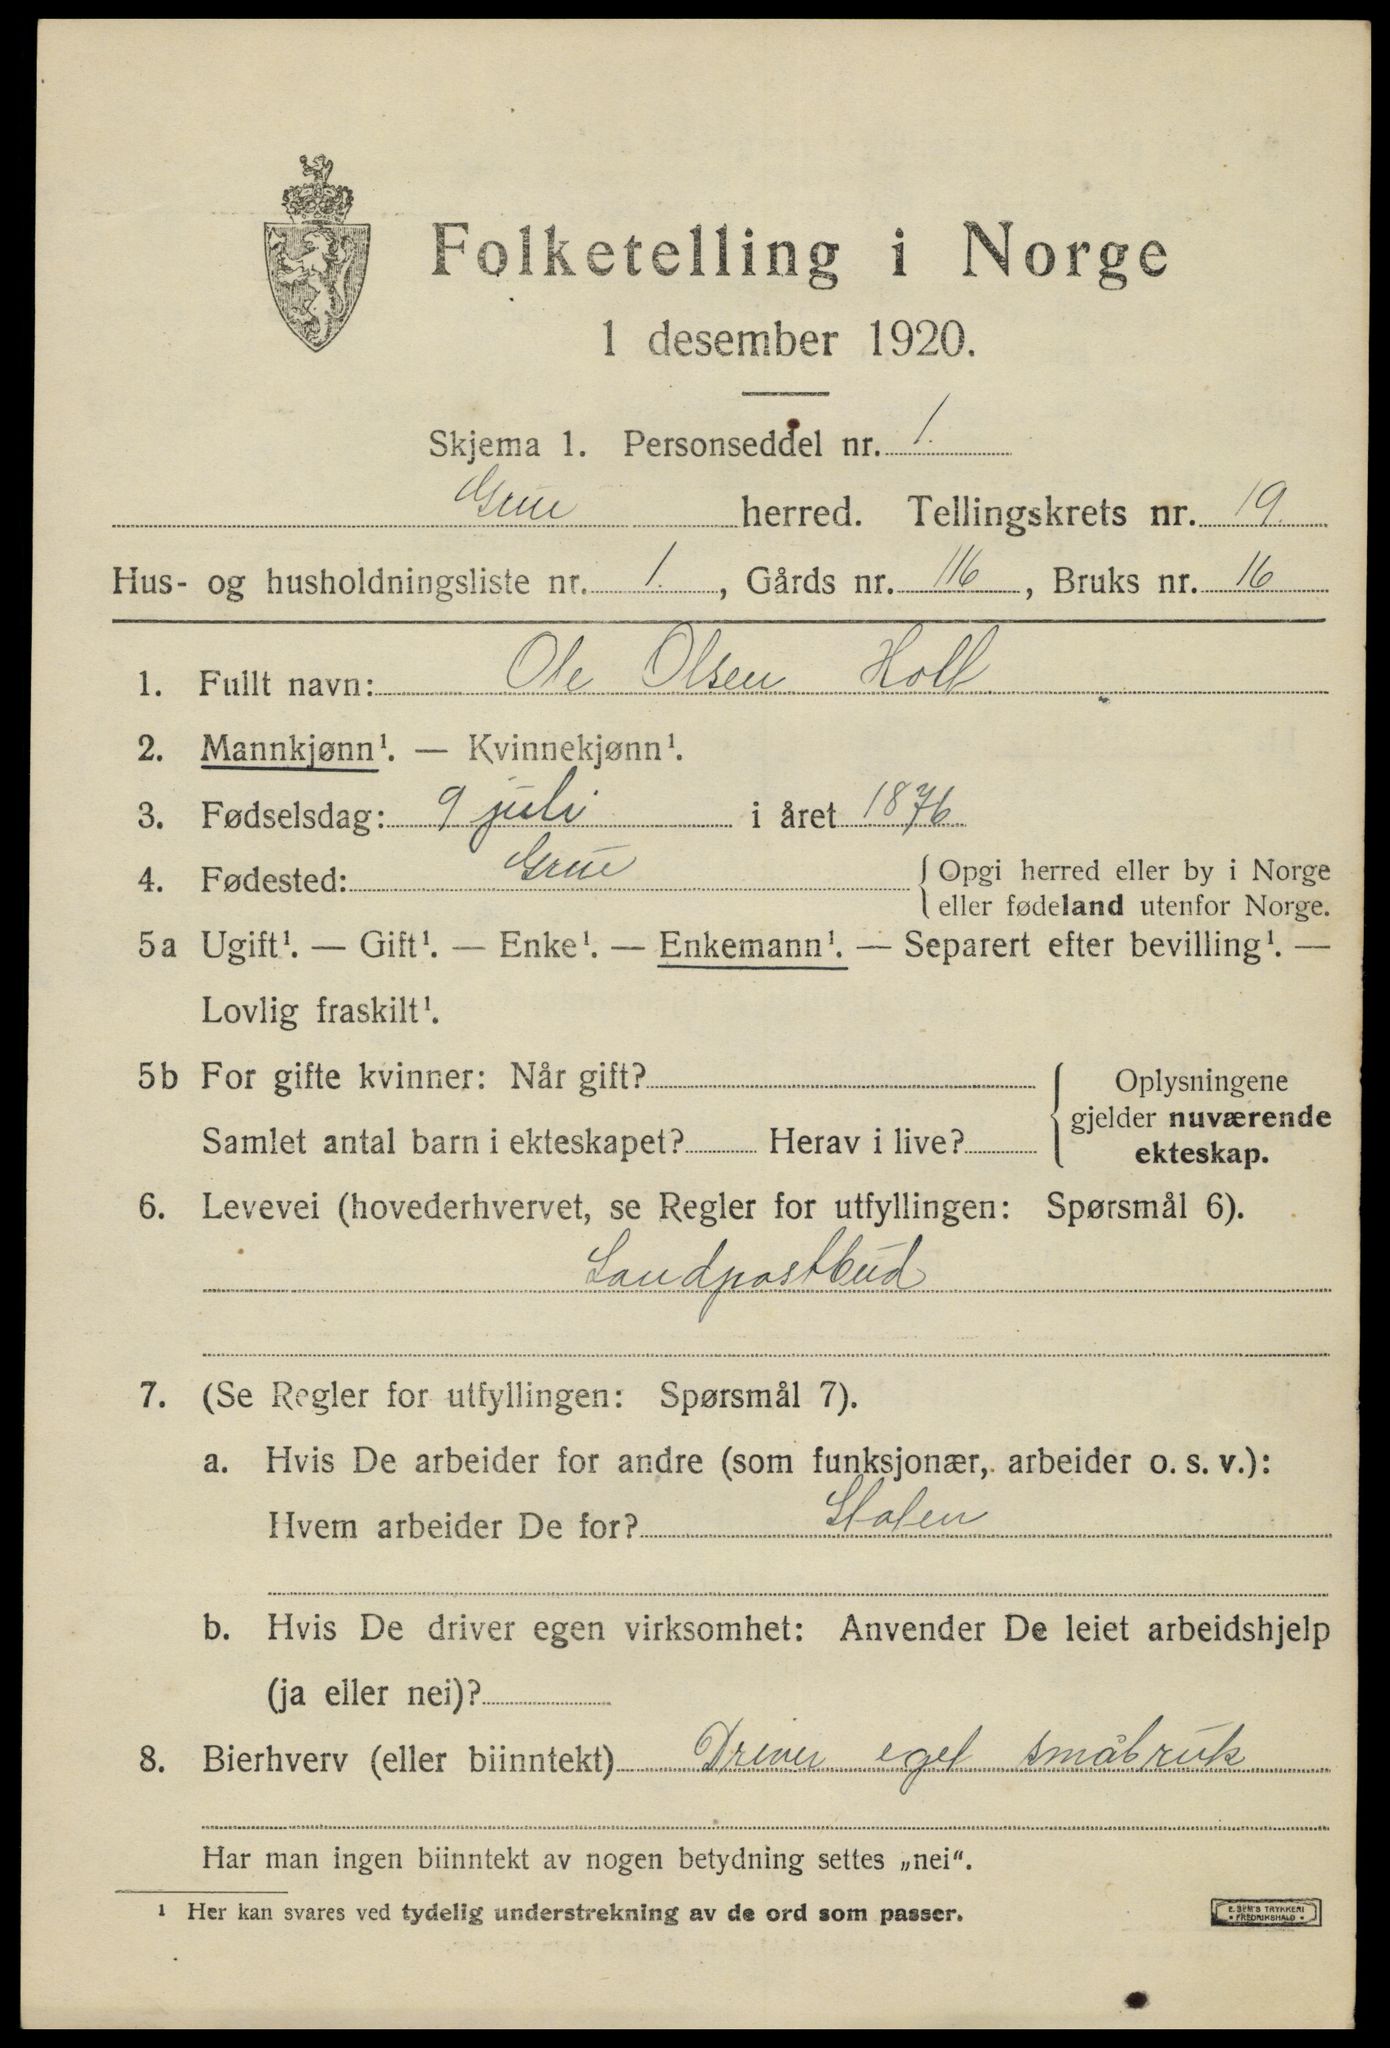 Folketelling i Norge
1 desember 1920.
Skjema 1. Personseddel nr. 1.
Grue herred. Tellingskrets nr. 19.
Hus- og husholdningsliste nr. 1., Gårds nr. 116, Bruks nr. 16
1. Fullt navn: Ole Olsen Holt
2. Mannkjønn¹. — Kvinnekjønn¹.
3. Fødselsdag: 9 juli i året 1876
4. Fødested: Grue { Opgi herred eller by i Norge
eller fødeland utenfor Norge.
5a Ugift¹. — Gift¹. — Enke¹. — Enkemann¹. — Separert efter bevilling¹. —
Lovlig fraskilt¹.
5b For gifte kvinner: Når gift? { Oplysningene
gjelder nuværende
Samlet antal barn i ekteskapet? Herav i live? ekteskap.
6. Levevei (hovederhvervet, se Regler for utfyllingen: Spørsmål 6).
Landpostbud
7. (Se Regler for utfyllingen: Spørsmål 7).
a. Hvis De arbeider for andre (som funksjonær, arbeider o. s. v.):
Hvem arbeider De for? Staten
b. Hvis De driver egen virksomhet: Anvender De leiet arbeidshjelp
(ja eller nei)?
8. Bierhverv (eller biinntekt) Driver eget småbruk
Har man ingen biinntekt av nogen betydning settes „nei“.
¹ Her kan svares ved tydelig understrekning av de ord som passer.
E. SEM'S TRYKKERI
• FREDRIKSHALD •